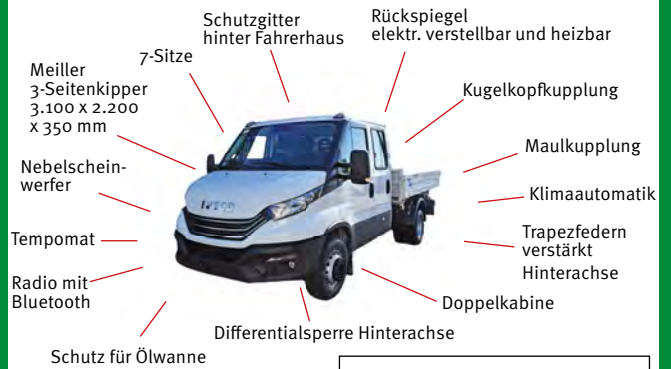 Schutzgitter
hinter Fahrerhaus
Rückspiegel
elektr. verstellbar und heizbar
7-Sitze
Meiller
3-Seitenkipper
3.100 x 2.200
x 350 mm
Kugelkopfkupplung
Maulkupplung
Nebelschein-
werfer
Klimaautomatik
IVECO
Tempomat
Trapezfedern
verstärkt
Hinterachse
Radio mit
Bluetooth
Doppelkabine
Differentialsperre Hinterachse
Schutz für Ölwanne